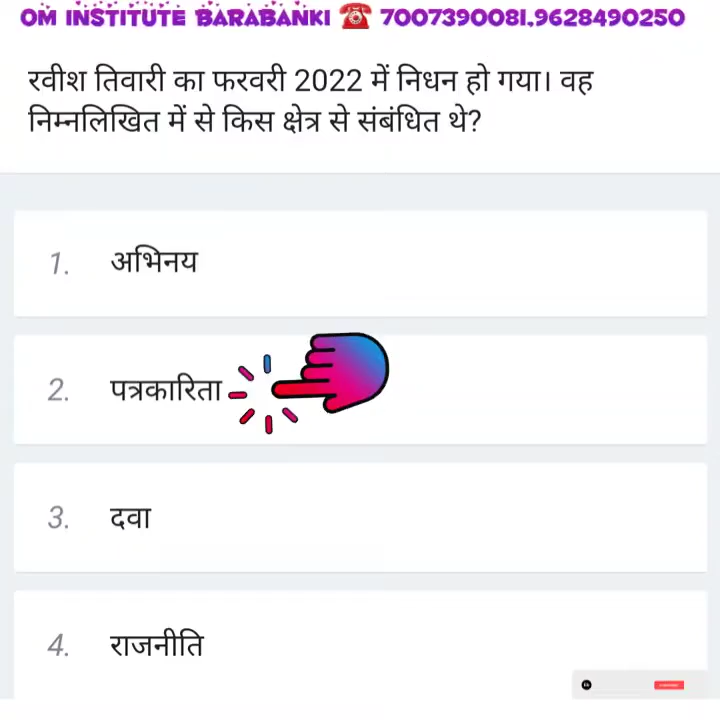 OM INSTITUTE BARABANKI ☎ 7007390081,9628490250
रवीश तिवारी का फरवरी 2022 में निधन हो गया। वह
निम्नलिखित में से किस क्षेत्र से संबंधित थे?
1. अभिनय
2. पत्रकारिता
3. दवा
4. राजनीति